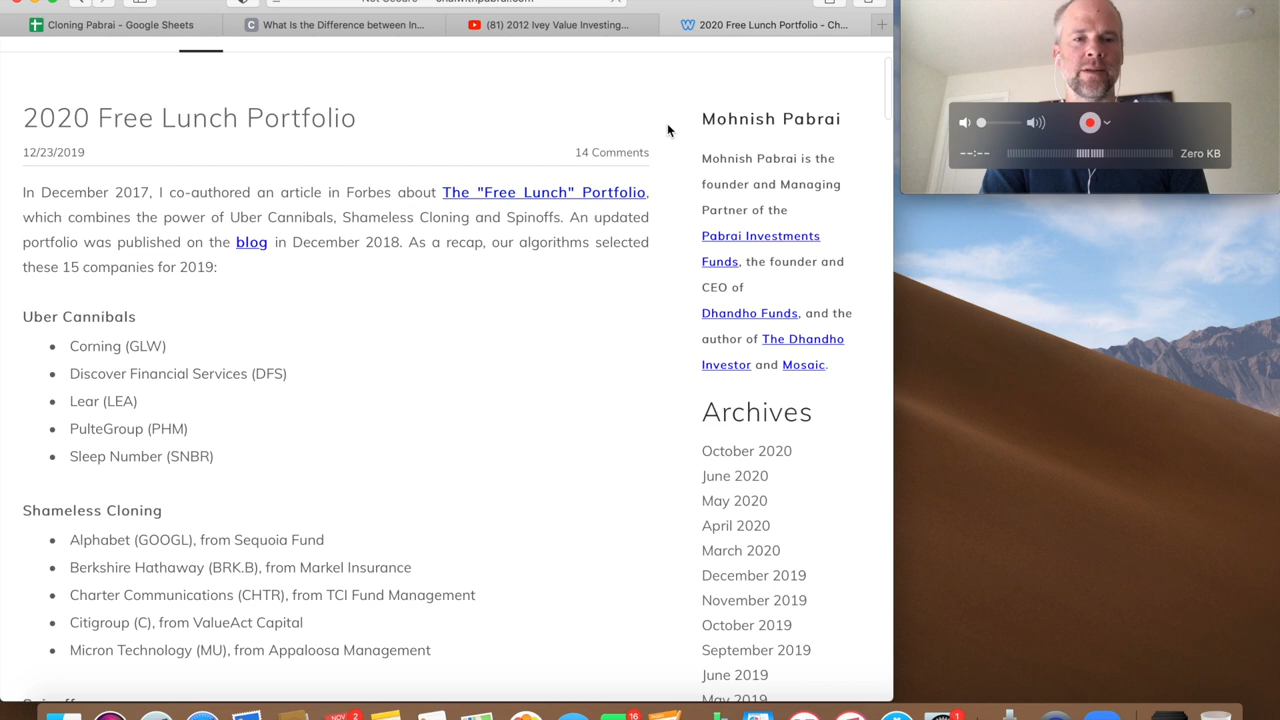 Cloning Pabrai - Google Sheets
What Is the Difference between In...
(81) 2012 Ivey Value Investing...
2020 Free Lunch Portfolio - Ch...
2020 Free Lunch Portfolio
12/23/2019
14 Comments
In December 2017, I co-authored an article in Forbes about The "Free Lunch" Portfolio,
which combines the power of Uber Cannibals, Shameless Cloning and Spinoffs. An updated
portfolio was published on the blog in December 2018. As a recap, our algorithms selected
these 15 companies for 2019:
Uber Cannibals
• Corning (GLW)
• Discover Financial Services (DFS)
• Lear (LEA)
• PulteGroup (PHM)
• Sleep Number (SNBR)
Shameless Cloning
• Alphabet (GOOGL), from Sequoia Fund
• Berkshire Hathaway (BRK.B), from Markel Insurance
• Charter Communications (CHTR), from TCI Fund Management
• Citigroup (C), from ValueAct Capital
• Micron Technology (MU), from Appaloosa Management
Mohnish Pabrai
Mohnish Pabrai is the
founder and Managing
Partner of the
Pabrai Investments
Funds, the founder and
CEO of
Dhandho Funds, and the
author of The Dhandho
Investor and Mosaic.
Archives
October 2020
June 2020
May 2020
April 2020
March 2020
December 2019
November 2019
October 2019
September 2019
June 2019
May 2019
--:--
Zero KB
NOV
2
16
1